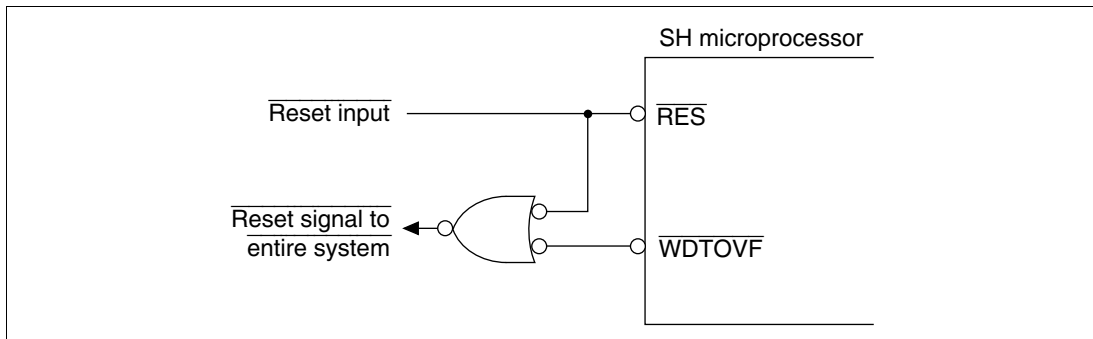 SH microprocessor
Reset input
RES
Reset signal to
entire system
WDTOVF